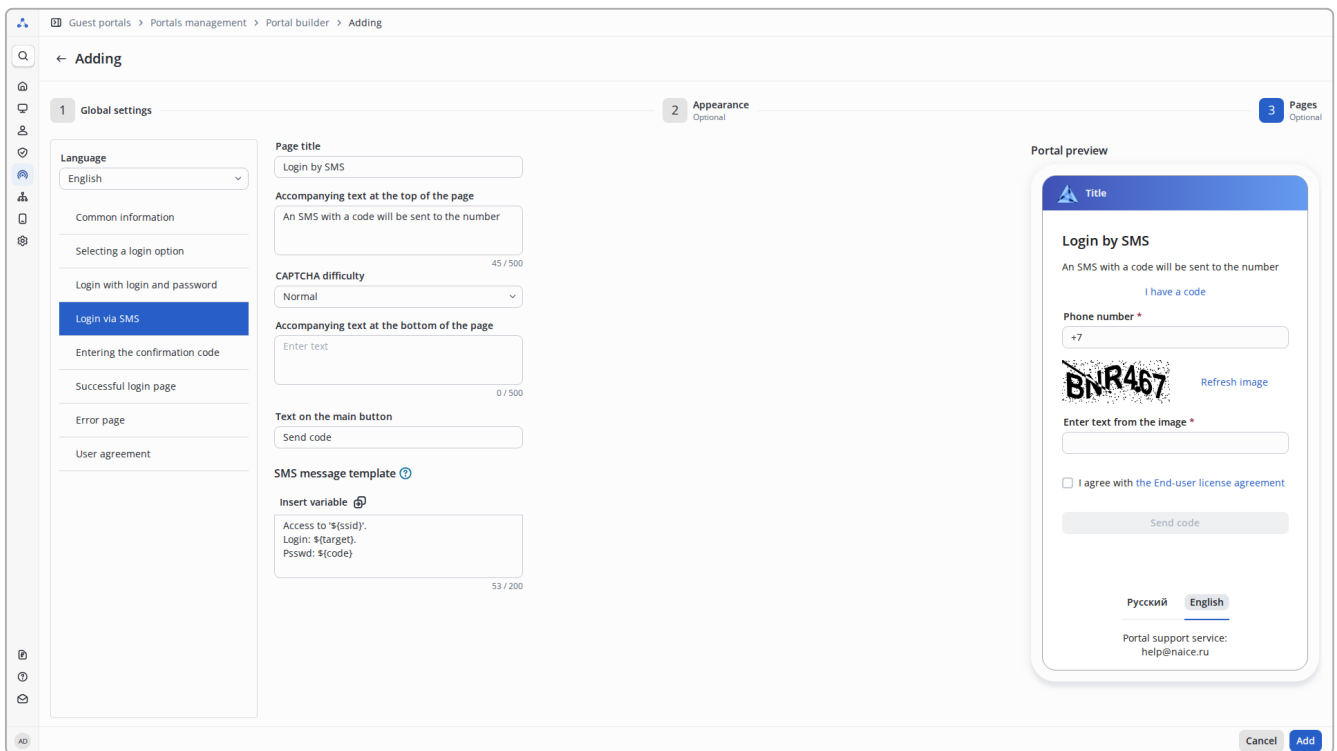 Guest portals > Portals management > Portal builder > Adding
← Adding
1 Global settings
2 Appearance
Optional
3 Pages
Optional
Language
English
Common information
Selecting a login option
Login with login and password
Login via SMS
Entering the confirmation code
Successful login page
Error page
User agreement
Page title
Login by SMS
Accompanying text at the top of the page
An SMS with a code will be sent to the number
45 / 500
CAPTCHA difficulty
Normal
Accompanying text at the bottom of the page
Enter text
0 / 500
Text on the main button
Send code
SMS message template ?
Insert variable
Access to '${ssid}'.
Login: ${target}.
Psswd: ${code}
53 / 200
Portal preview
Title
Login by SMS
An SMS with a code will be sent to the number
I have a code
Phone number *
+7
BNR467
Refresh image
Enter text from the image *
I agree with the End-user license agreement
Send code
Русский English
Portal support service:
help@naice.ru
AD
Cancel Add